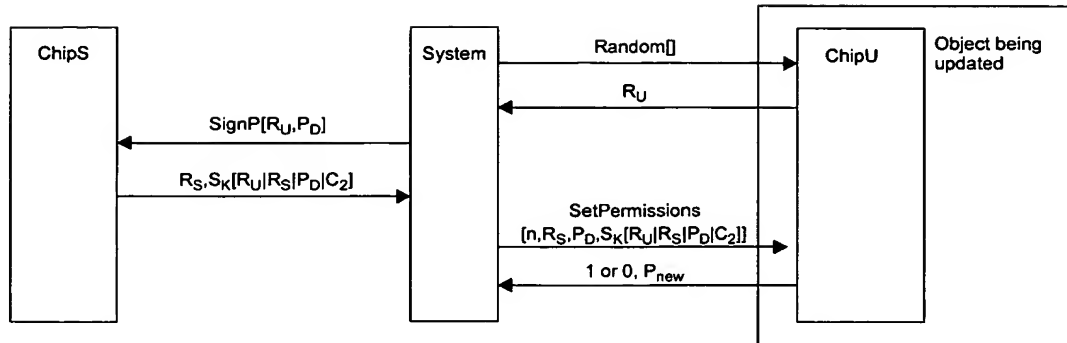 ChipS
System
ChipU
Object being
updated
Random[]
R_U
SignP[R_U,P_D]
R_S,S_K[R_U|R_S|P_D|C_2]
SetPermissions
[n,R_S,P_D,S_K[R_U|R_S|P_D|C_2]]
1 or 0, P_new